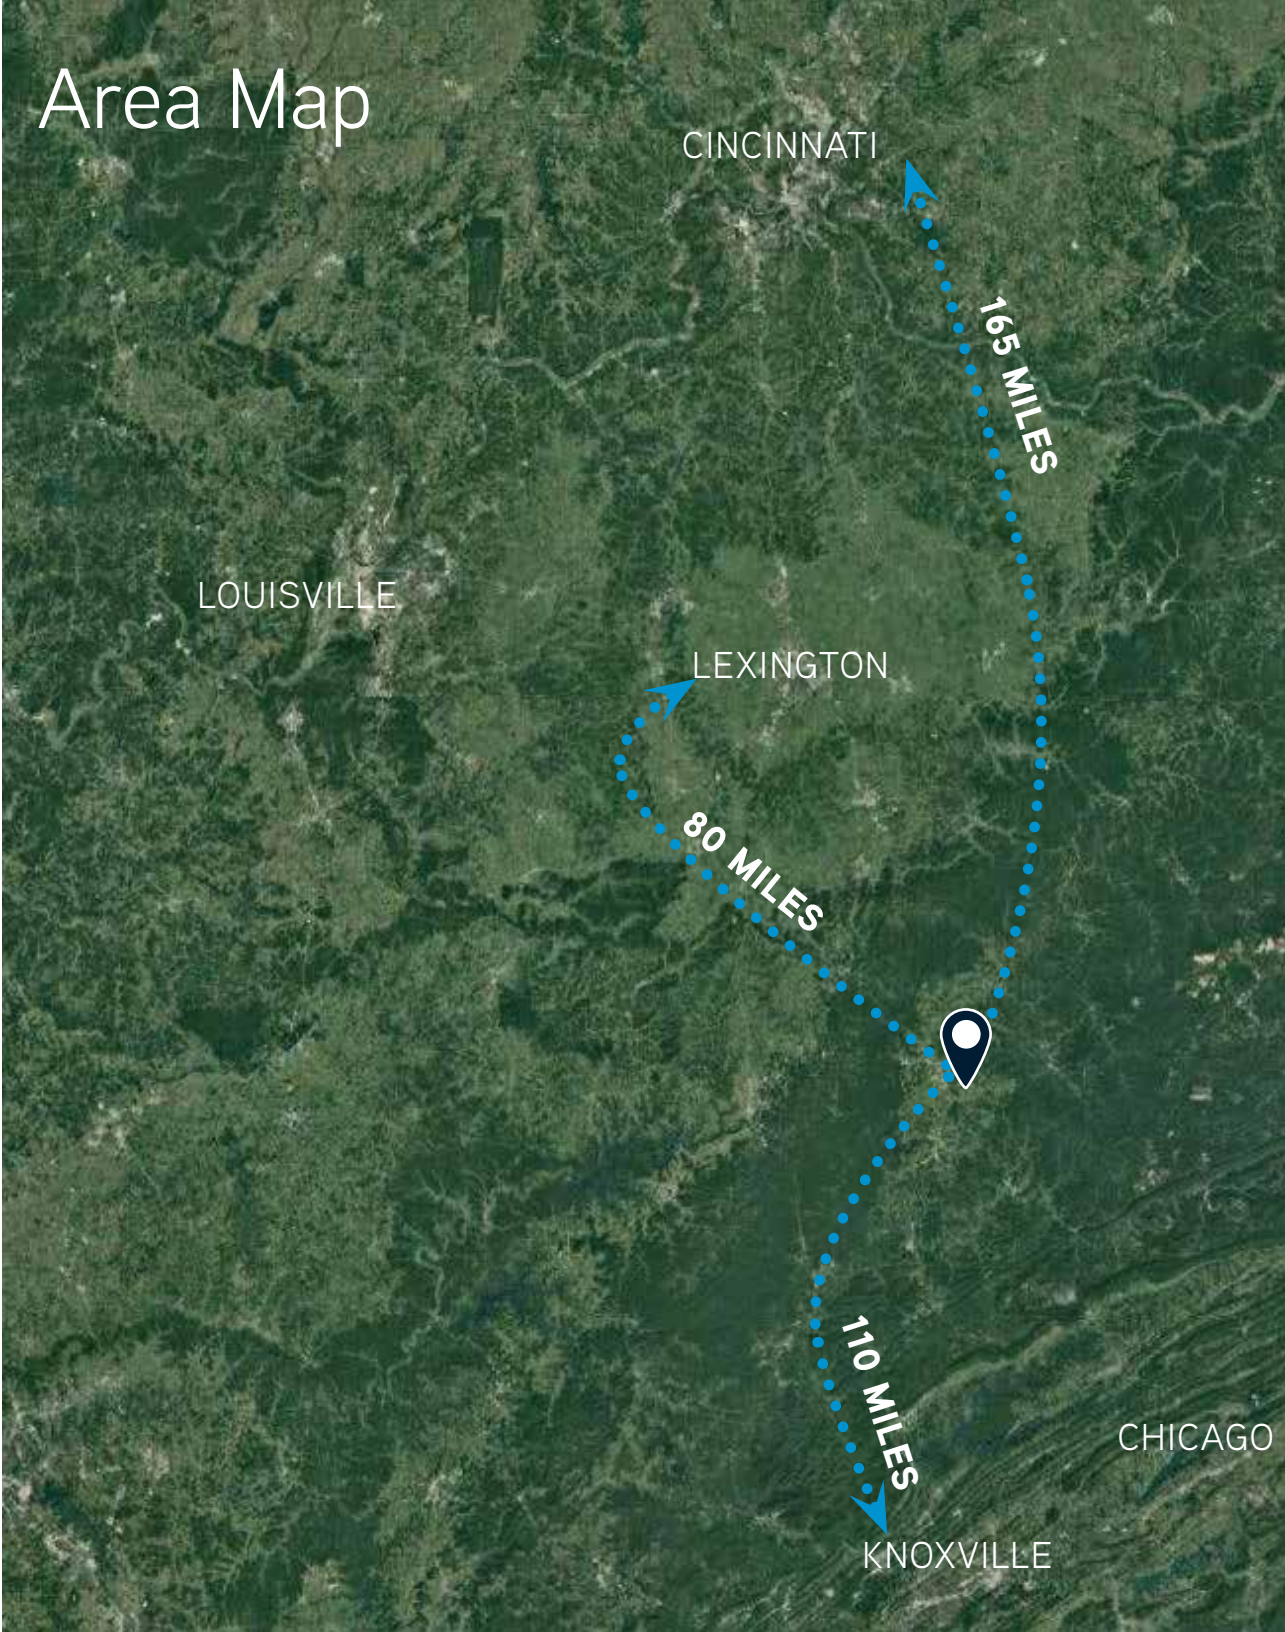 Area Map
CINCINNATI
165 MILES
LOUISVILLE
LEXINGTON
80 MILES
110 MILES
CHICAGO
KNOXVILLE